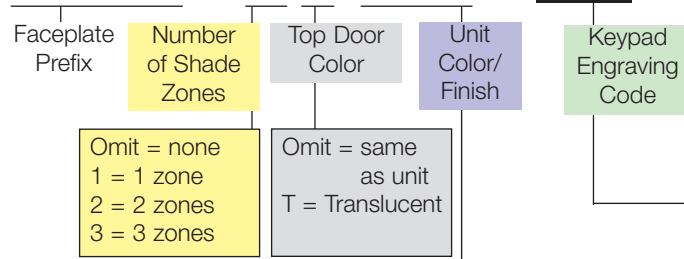 Faceplate
Prefix
Number
of Shade
Zones
Top Door
Color
Unit
Color/
Finish
Keypad
Engraving
Code
Omit = none
1 = 1 zone
2 = 2 zones
3 = 3 zones
Omit = same
as unit
T = Translucent